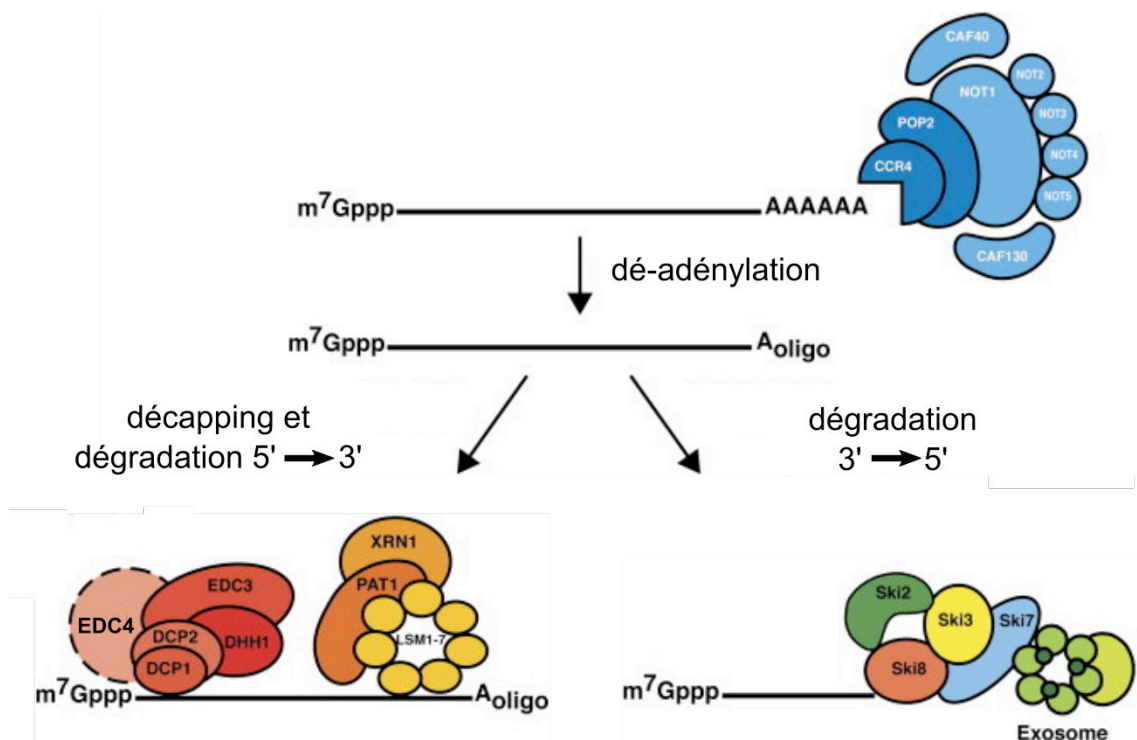 CAF40
NOT2
NOT1
NOT3
POP2
NOT4
CCR4
NOT5
m⁷Gppp AAAAAA
CAF130
dé-adénylation
m⁷Gppp Aoligo
décapping et
dégradation 5' → 3'
dégradation
3' → 5'
XRN1
EDC3
PAT1
EDC4
DCP2
DHH1
LSM1-7
DCP1
m⁷Gppp Aoligo
Ski2
Ski3
Ski7
Ski8
m⁷Gppp
Exosome